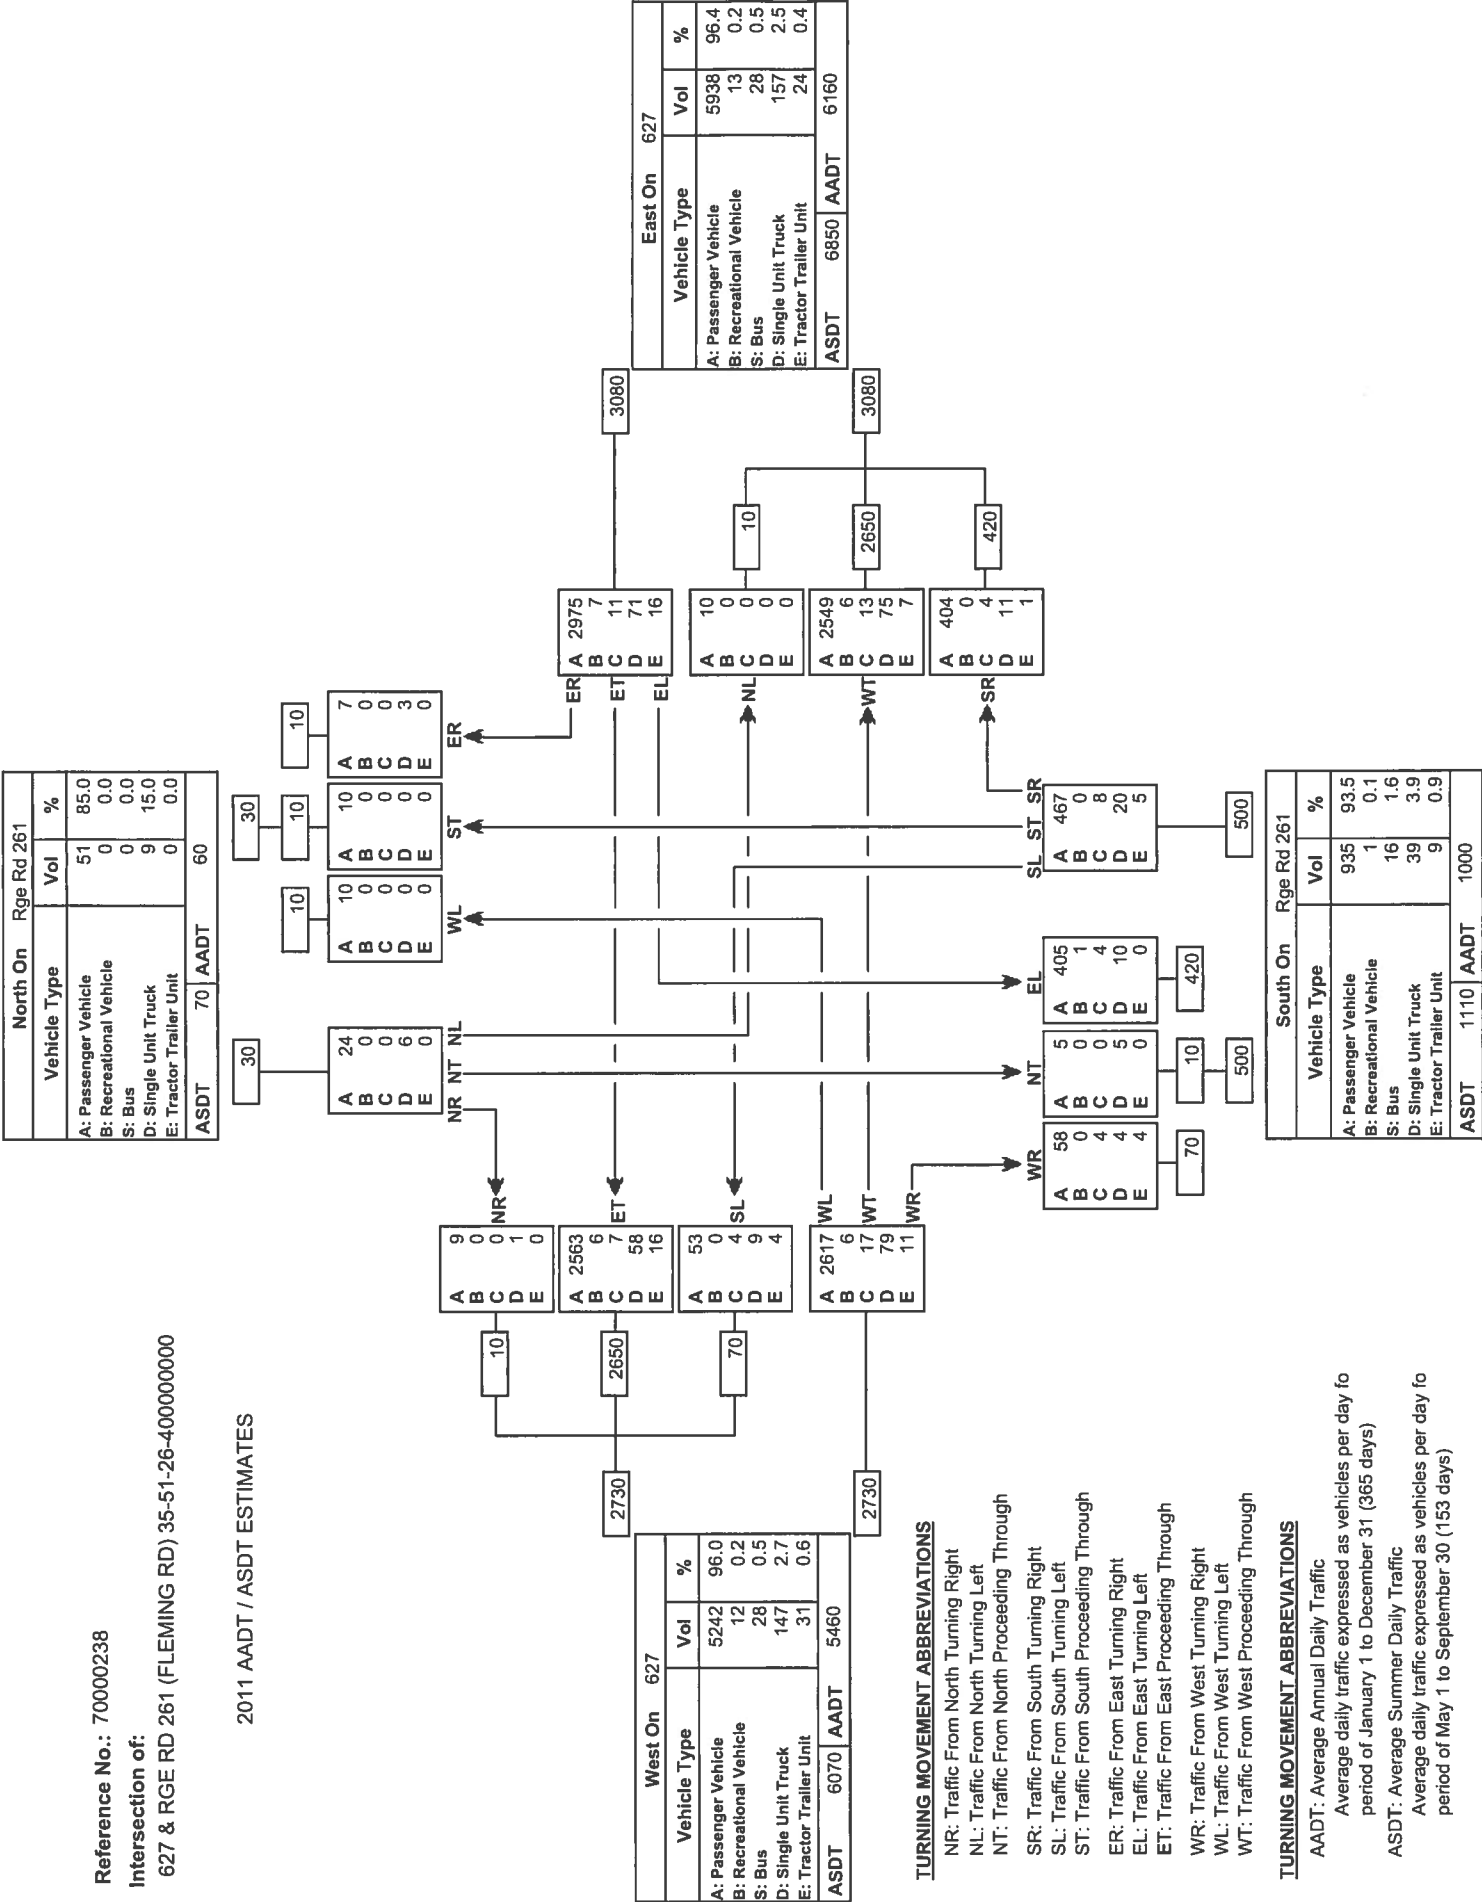 Reference No.: 70000238
Intersection of:
627 & RGE RD 261 (FLEMING RD) 35-51-26-400000000
2011 AADT / ASDT ESTIMATES
North On Rge Rd 261
Vehicle Type Vol %
A: Passenger Vehicle 51 85.0
B: Recreational Vehicle 0 0.0
S: Bus 0 0.0
D: Single Unit Truck 9 15.0
E: Tractor Trailer Unit 0 0.0
ASDT 70 AADT 60
30
30
10
10
10
A 24
B 0
C 0
D 6
E 0
NR NT NL
A 10
B 0
C 0
D 0
E 0
WL
A 10
B 0
C 0
D 0
E 0
ST
A 7
B 0
C 0
D 3
E 0
ER
West On 627
Vehicle Type Vol %
A: Passenger Vehicle 5242 96.0
B: Recreational Vehicle 12 0.2
S: Bus 28 0.5
D: Single Unit Truck 147 2.7
E: Tractor Trailer Unit 31 0.6
ASDT 6070 AADT 5460
2730
2730
10
2650
70
A 9
B 0
C 0
D 1
E 0
NR
A 2563
B 6
C 7
D 58
E 16
ET
A 53
B 0
C 4
D 9
E 4
SL
A 2617
B 6
C 17
D 79
E 11
WL
WT
WR
ER
ET
EL
A 2975
B 7
C 11
D 71
E 16
NL
A 10
B 0
C 0
D 0
E 0
WT
A 2549
B 6
C 13
D 75
E 7
SR
A 404
B 0
C 4
D 11
E 1
10
2650
420
3080
3080
East On 627
Vehicle Type Vol %
A: Passenger Vehicle 5938 96.4
B: Recreational Vehicle 13 0.2
S: Bus 28 0.5
D: Single Unit Truck 157 2.5
E: Tractor Trailer Unit 24 0.4
ASDT 6850 AADT 6160
WR
A 58
B 0
C 4
D 4
E 4
70
NT
A 5
B 0
C 0
D 5
E 0
10
500
EL
A 405
B 1
C 4
D 10
E 0
420
SL ST SR
A 467
B 0
C 8
D 20
E 5
500
South On Rge Rd 261
Vehicle Type Vol %
A: Passenger Vehicle 935 93.5
B: Recreational Vehicle 1 0.1
S: Bus 16 1.6
D: Single Unit Truck 39 3.9
E: Tractor Trailer Unit 9 0.9
ASDT 1110 AADT 1000
TURNING MOVEMENT ABBREVIATIONS
NR: Traffic From North Turning Right
NL: Traffic From North Turning Left
NT: Traffic From North Proceeding Through
SR: Traffic From South Turning Right
SL: Traffic From South Turning Left
ST: Traffic From South Proceeding Through
ER: Traffic From East Turning Right
EL: Traffic From East Turning Left
ET: Traffic From East Proceeding Through
WR: Traffic From West Turning Right
WL: Traffic From West Turning Left
WT: Traffic From West Proceeding Through
TURNING MOVEMENT ABBREVIATIONS
AADT: Average Annual Daily Traffic
Average daily traffic expressed as vehicles per day fo
period of January 1 to December 31 (365 days)
ASDT: Average Summer Daily Traffic
Average daily traffic expressed as vehicles per day fo
period of May 1 to September 30 (153 days)